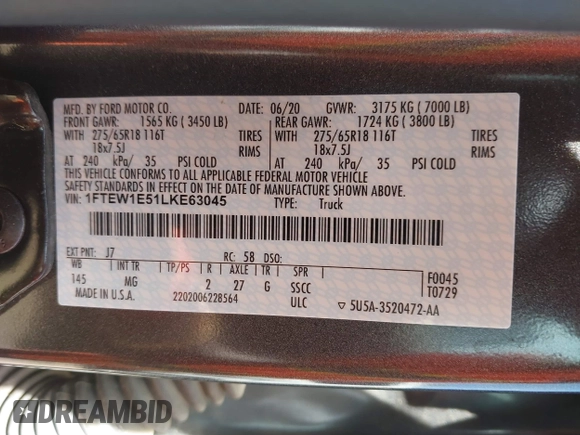 MFD. BY FORD MOTOR CO. 06/20 GVWR: 3175 KG ( 7000 LB)
FRONT GAWR: 1565 KG ( 3450 LB) REAR GAWR: 1724 KG ( 3800 LB)
WITH 275/65R18 116T TIRES WITH 275/65R18 116T TIRES
18x7.5J RIMS 18x7.5J RIMS
AT 240 kPa/ 35 PSI COLD AT 240 kPa/ 35 PSI COLD
THIS VEHICLE CONFORMS TO ALL APPLICABLE FEDERAL MOTOR VEHICLE
SAFETY STANDARDS IN EFFECT ON THE DATE OF MANUFACTURE SHOWN ABOVE.
VIN: 1FTEW1E51LKE63045 TYPE: Truck
EXT PNT: J7 RC: 58 DSO:
WB INT TR TP/PS R AXLE TR SPR F0045
145 MG 2 27 G SSCC T0729
MADE IN U.S.A. 2202006228564 ULC ▽ 5U5A-3520472-AA
DREAMBID